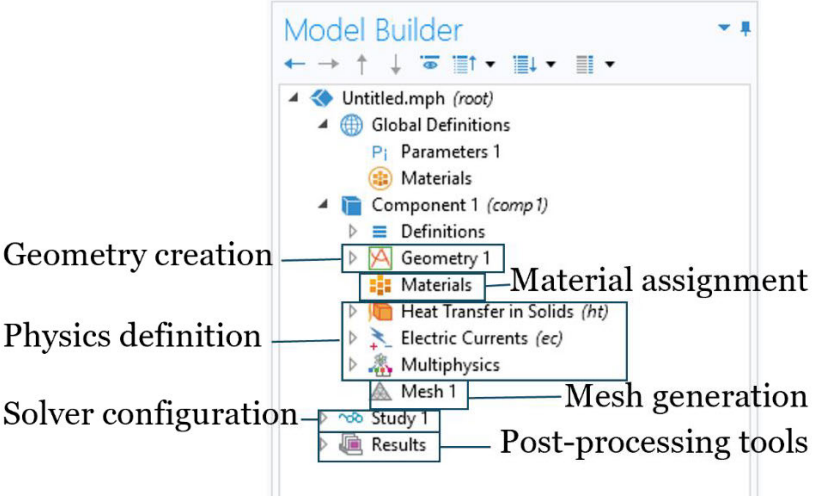 Model Builder
Untitled.mph (root)
Global Definitions
Pi Parameters 1
Materials
Component 1 (comp1)
Definitions
Geometry creation
Geometry 1
Materials
Material assignment
Heat Transfer in Solids (ht)
Physics definition
Electric Currents (ec)
Multiphysics
Mesh 1
Mesh generation
Solver configuration
Study 1
Results
Post-processing tools